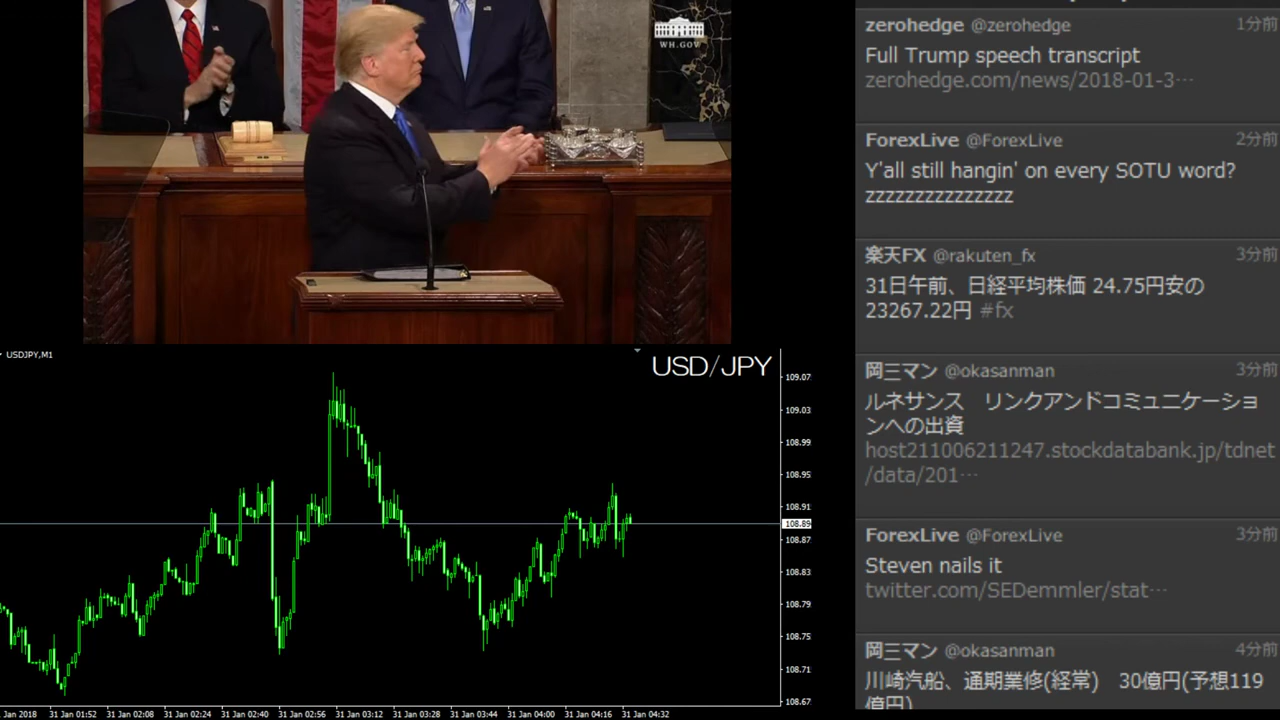 WH.GOV
USDJPY,M1
USD/JPY
109.07
109.03
108.99
108.95
108.91
108.89
108.87
108.83
108.79
108.75
108.71
108.67
Jan 2018
31 Jan 01:52
31 Jan 02:08
31 Jan 02:24
31 Jan 02:40
31 Jan 02:56
31 Jan 03:12
31 Jan 03:28
31 Jan 03:44
31 Jan 04:00
31 Jan 04:16
31 Jan 04:32
zerohedge @zerohedge 1分前
Full Trump speech transcript
zerohedge.com/news/2018-01-3…
ForexLive @ForexLive 2分前
Y'all still hangin' on every SOTU word?
zzzzzzzzzzzzzzz
楽天FX @rakuten_fx 3分前
31日午前、日経平均株価 24.75円安の
23267.22円 #fx
岡三マン @okasanman 3分前
ルネサンス　リンクアンドコミュニケーショ
ンへの出資
host211006211247.stockdatabank.jp/tdnet
/data/201…
ForexLive @ForexLive 3分前
Steven nails it
twitter.com/SEDemmler/stat…
岡三マン @okasanman 4分前
川崎汽船、通期業修(経常)　30億円(予想119
億円)